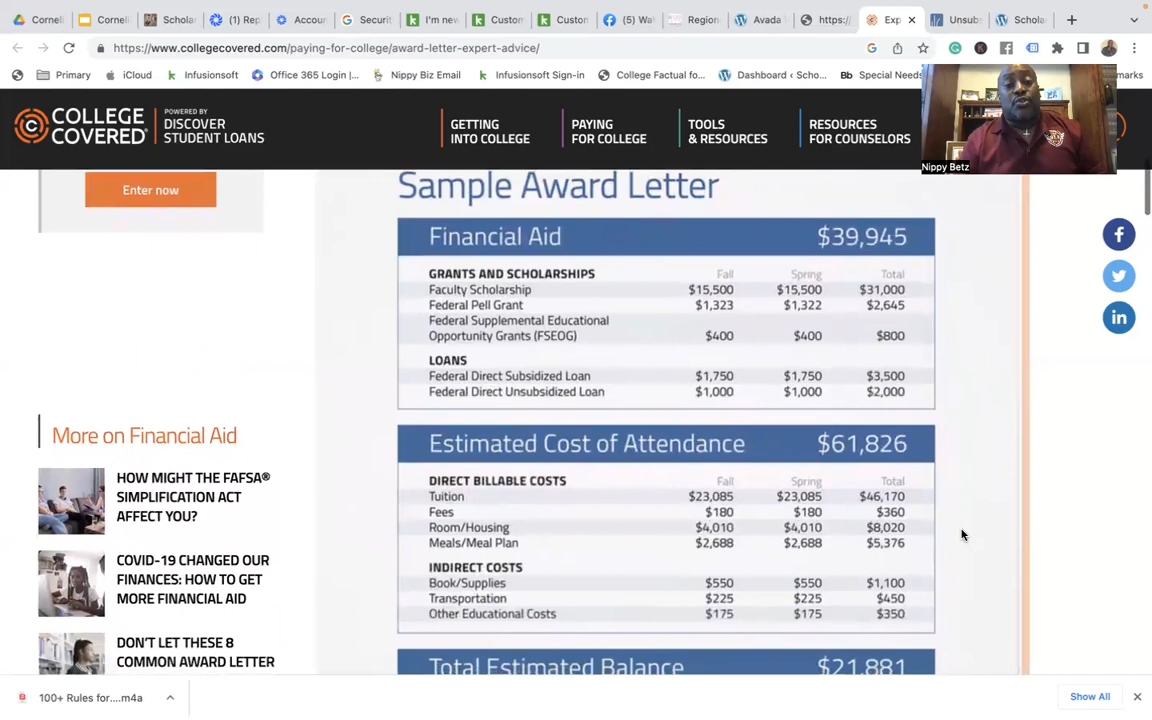 Corneli
Cornell
Scholar
(1) Rep
Accoun
Securit
I'm new
Custom
Custom
(5) Wa
Region
Avada
https:/
Exp
Unsubs
Schola
https://www.collegecovered.com/paying-for-college/award-letter-expert-advice/
Primary
iCloud
Infusionsoft
Office 365 Login |...
Nippy Biz Email
Infusionsoft Sign-in
College Factual fo...
Dashboard ‹ Scho...
Bb Special Needs
marks
COLLEGE COVERED
POWERED BY
DISCOVER
STUDENT LOANS
GETTING
INTO COLLEGE
PAYING
FOR COLLEGE
TOOLS
& RESOURCES
RESOURCES
FOR COUNSELORS
Nippy Betz
Enter now
Sample Award Letter
Financial Aid $39,945
GRANTS AND SCHOLARSHIPS Fall Spring Total
Faculty Scholarship $15,500 $15,500 $31,000
Federal Pell Grant $1,323 $1,322 $2,645
Federal Supplemental Educational
Opportunity Grants (FSEOG) $400 $400 $800
LOANS
Federal Direct Subsidized Loan $1,750 $1,750 $3,500
Federal Direct Unsubsidized Loan $1,000 $1,000 $2,000
Estimated Cost of Attendance $61,826
DIRECT BILLABLE COSTS Fall Spring Total
Tuition $23,085 $23,085 $46,170
Fees $180 $180 $360
Room/Housing $4,010 $4,010 $8,020
Meals/Meal Plan $2,688 $2,688 $5,376
INDIRECT COSTS
Book/Supplies $550 $550 $1,100
Transportation $225 $225 $450
Other Educational Costs $175 $175 $350
Total Estimated Balance $21,881
More on Financial Aid
HOW MIGHT THE FAFSA®
SIMPLIFICATION ACT
AFFECT YOU?
COVID-19 CHANGED OUR
FINANCES: HOW TO GET
MORE FINANCIAL AID
DON'T LET THESE 8
COMMON AWARD LETTER
100+ Rules for....m4a
Show All